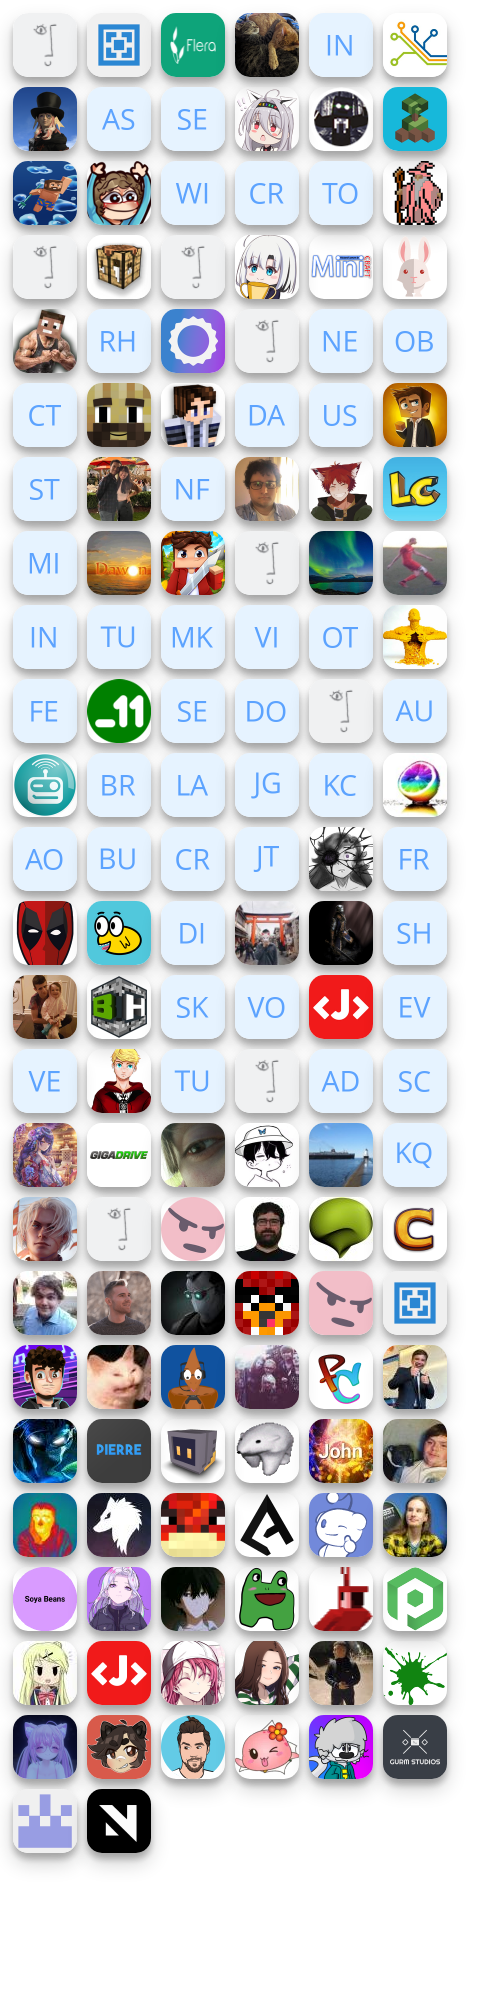 Flera
IN
AS
SE
WI
CR
TO
Mini
RH
NE
OB
CT
DA
US
ST
NF
LC
MI
Dawn
IN
TU
MK
VI
OT
FE
_11
SE
DO
AU
BR
LA
JG
KC
AO
BU
CR
JT
FR
DI
SH
BH
SK
VO
<J>
EV
VE
TU
AD
SC
GIGADRIVE
KQ
C
PC
PIERRE
John
Soya Beans
<J>
GURM STUDIOS